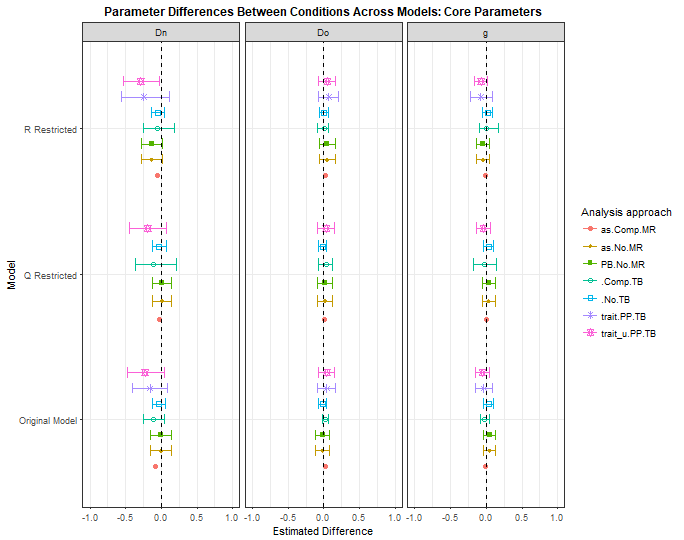 Parameter Differences Between Conditions Across Models: Core Parameters
Dn
Do
g
Model
R Restricted
Q Restricted
Original Model
-1.0 -0.5 0.0 0.5 1.0
-1.0 -0.5 0.0 0.5 1.0
-1.0 -0.5 0.0 0.5 1.0
Estimated Difference
Analysis approach
as.Comp.MR
as.No.MR
PB.No.MR
.Comp.TB
.No.TB
trait.PP.TB
trait_u.PP.TB